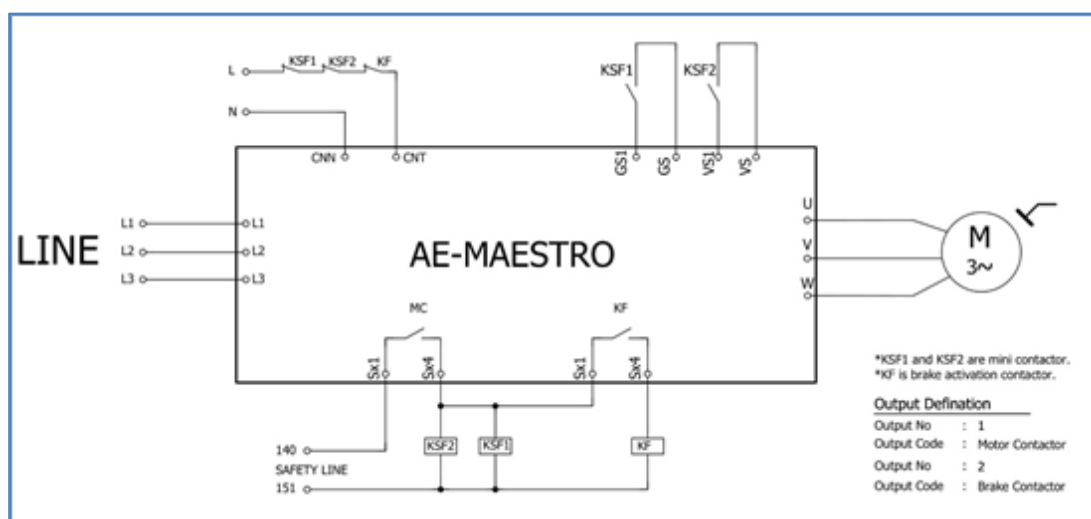 KSF1 KSF2 KF
L
N
CNN CNT
KSF1 KSF2
GS1 GS VS1 VS
LINE
L1 L1
L2 L2
L3 L3
AE-MAESTRO
U
V
W
M
3~
MC KF
Sx1 Sx4 Sx1 Sx4
KSF2 KSF1 KF
140
SAFETY LINE
151
*KSF1 and KSF2 are mini contactor.
*KF is brake activation contactor.
Output Defination
Output No : 1
Output Code : Motor Contactor
Output No : 2
Output Code : Brake Contactor